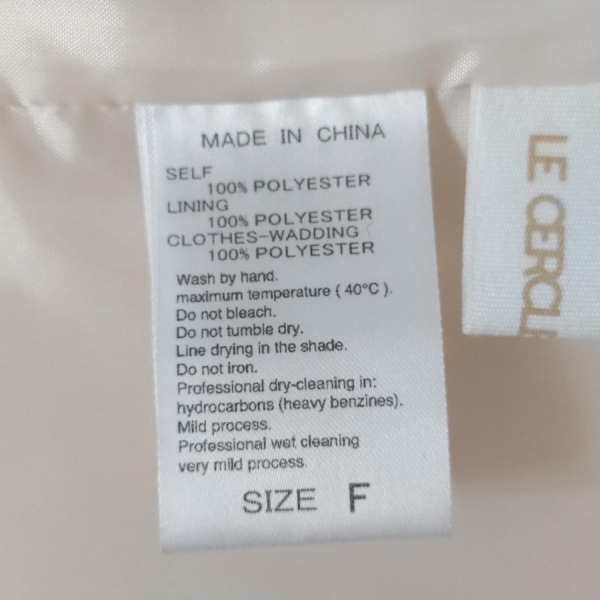 MADE IN CHINA
SELF
100% POLYESTER
LINING
100% POLYESTER
CLOTHES-WADDING
100% POLYESTER
Wash by hand.
maximum temperature ( 40°C ).
Do not bleach.
Do not tumble dry.
Line drying in the shade.
Do not iron.
Professional dry-cleaning in:
hydrocarbons (heavy benzines).
Mild process.
Professional wet cleaning
very mild process.
SIZE F
LE